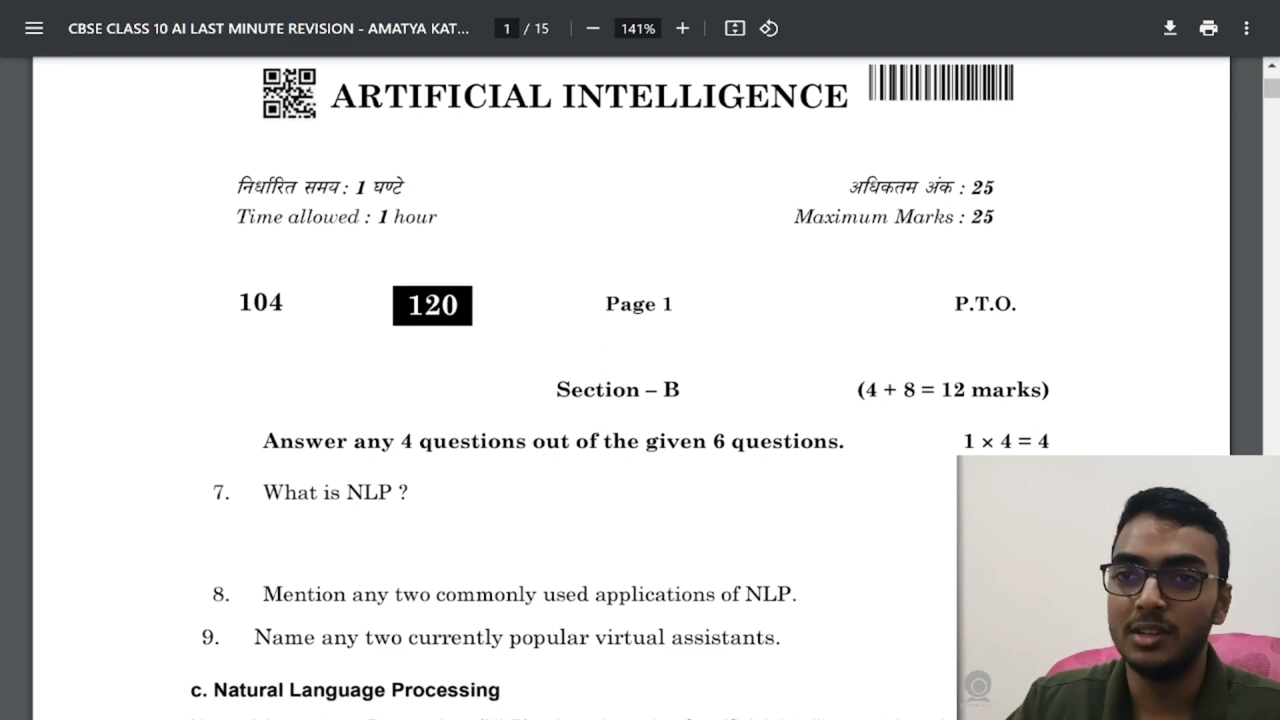 CBSE CLASS 10 AI LAST MINUTE REVISION - AMATYA KAT...
1 / 15
141%
ARTIFICIAL INTELLIGENCE
निर्धारित समय : 1 घण्टे
अधिकतम अंक : 25
Time allowed : 1 hour
Maximum Marks : 25
104
120
Page 1
P.T.O.
Section – B
(4 + 8 = 12 marks)
Answer any 4 questions out of the given 6 questions.
1 × 4 = 4
7. What is NLP ?
8. Mention any two commonly used applications of NLP.
9. Name any two currently popular virtual assistants.
c. Natural Language Processing